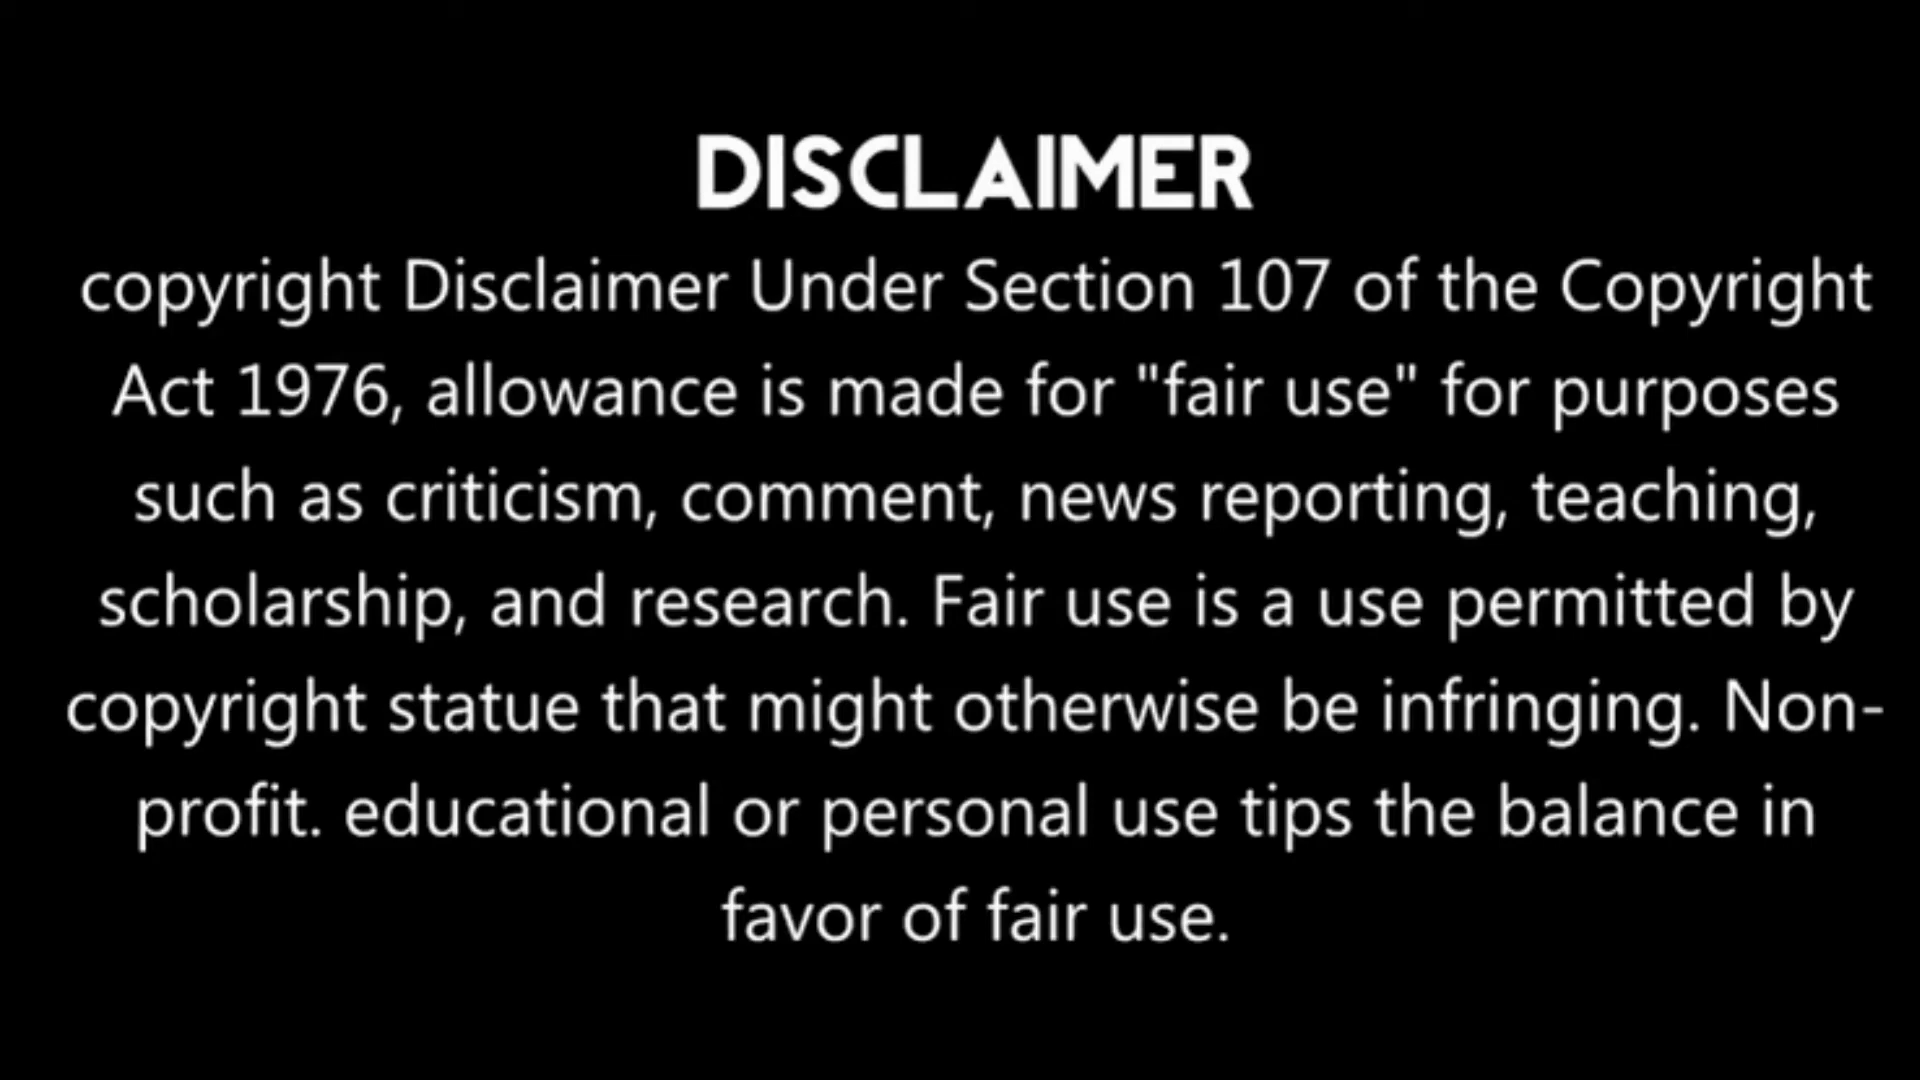 DISCLAIMER
copyright Disclaimer Under Section 107 of the Copyright
Act 1976, allowance is made for "fair use" for purposes
such as criticism, comment, news reporting, teaching,
scholarship, and research. Fair use is a use permitted by
copyright statue that might otherwise be infringing. Non-
profit. educational or personal use tips the balance in
favor of fair use.